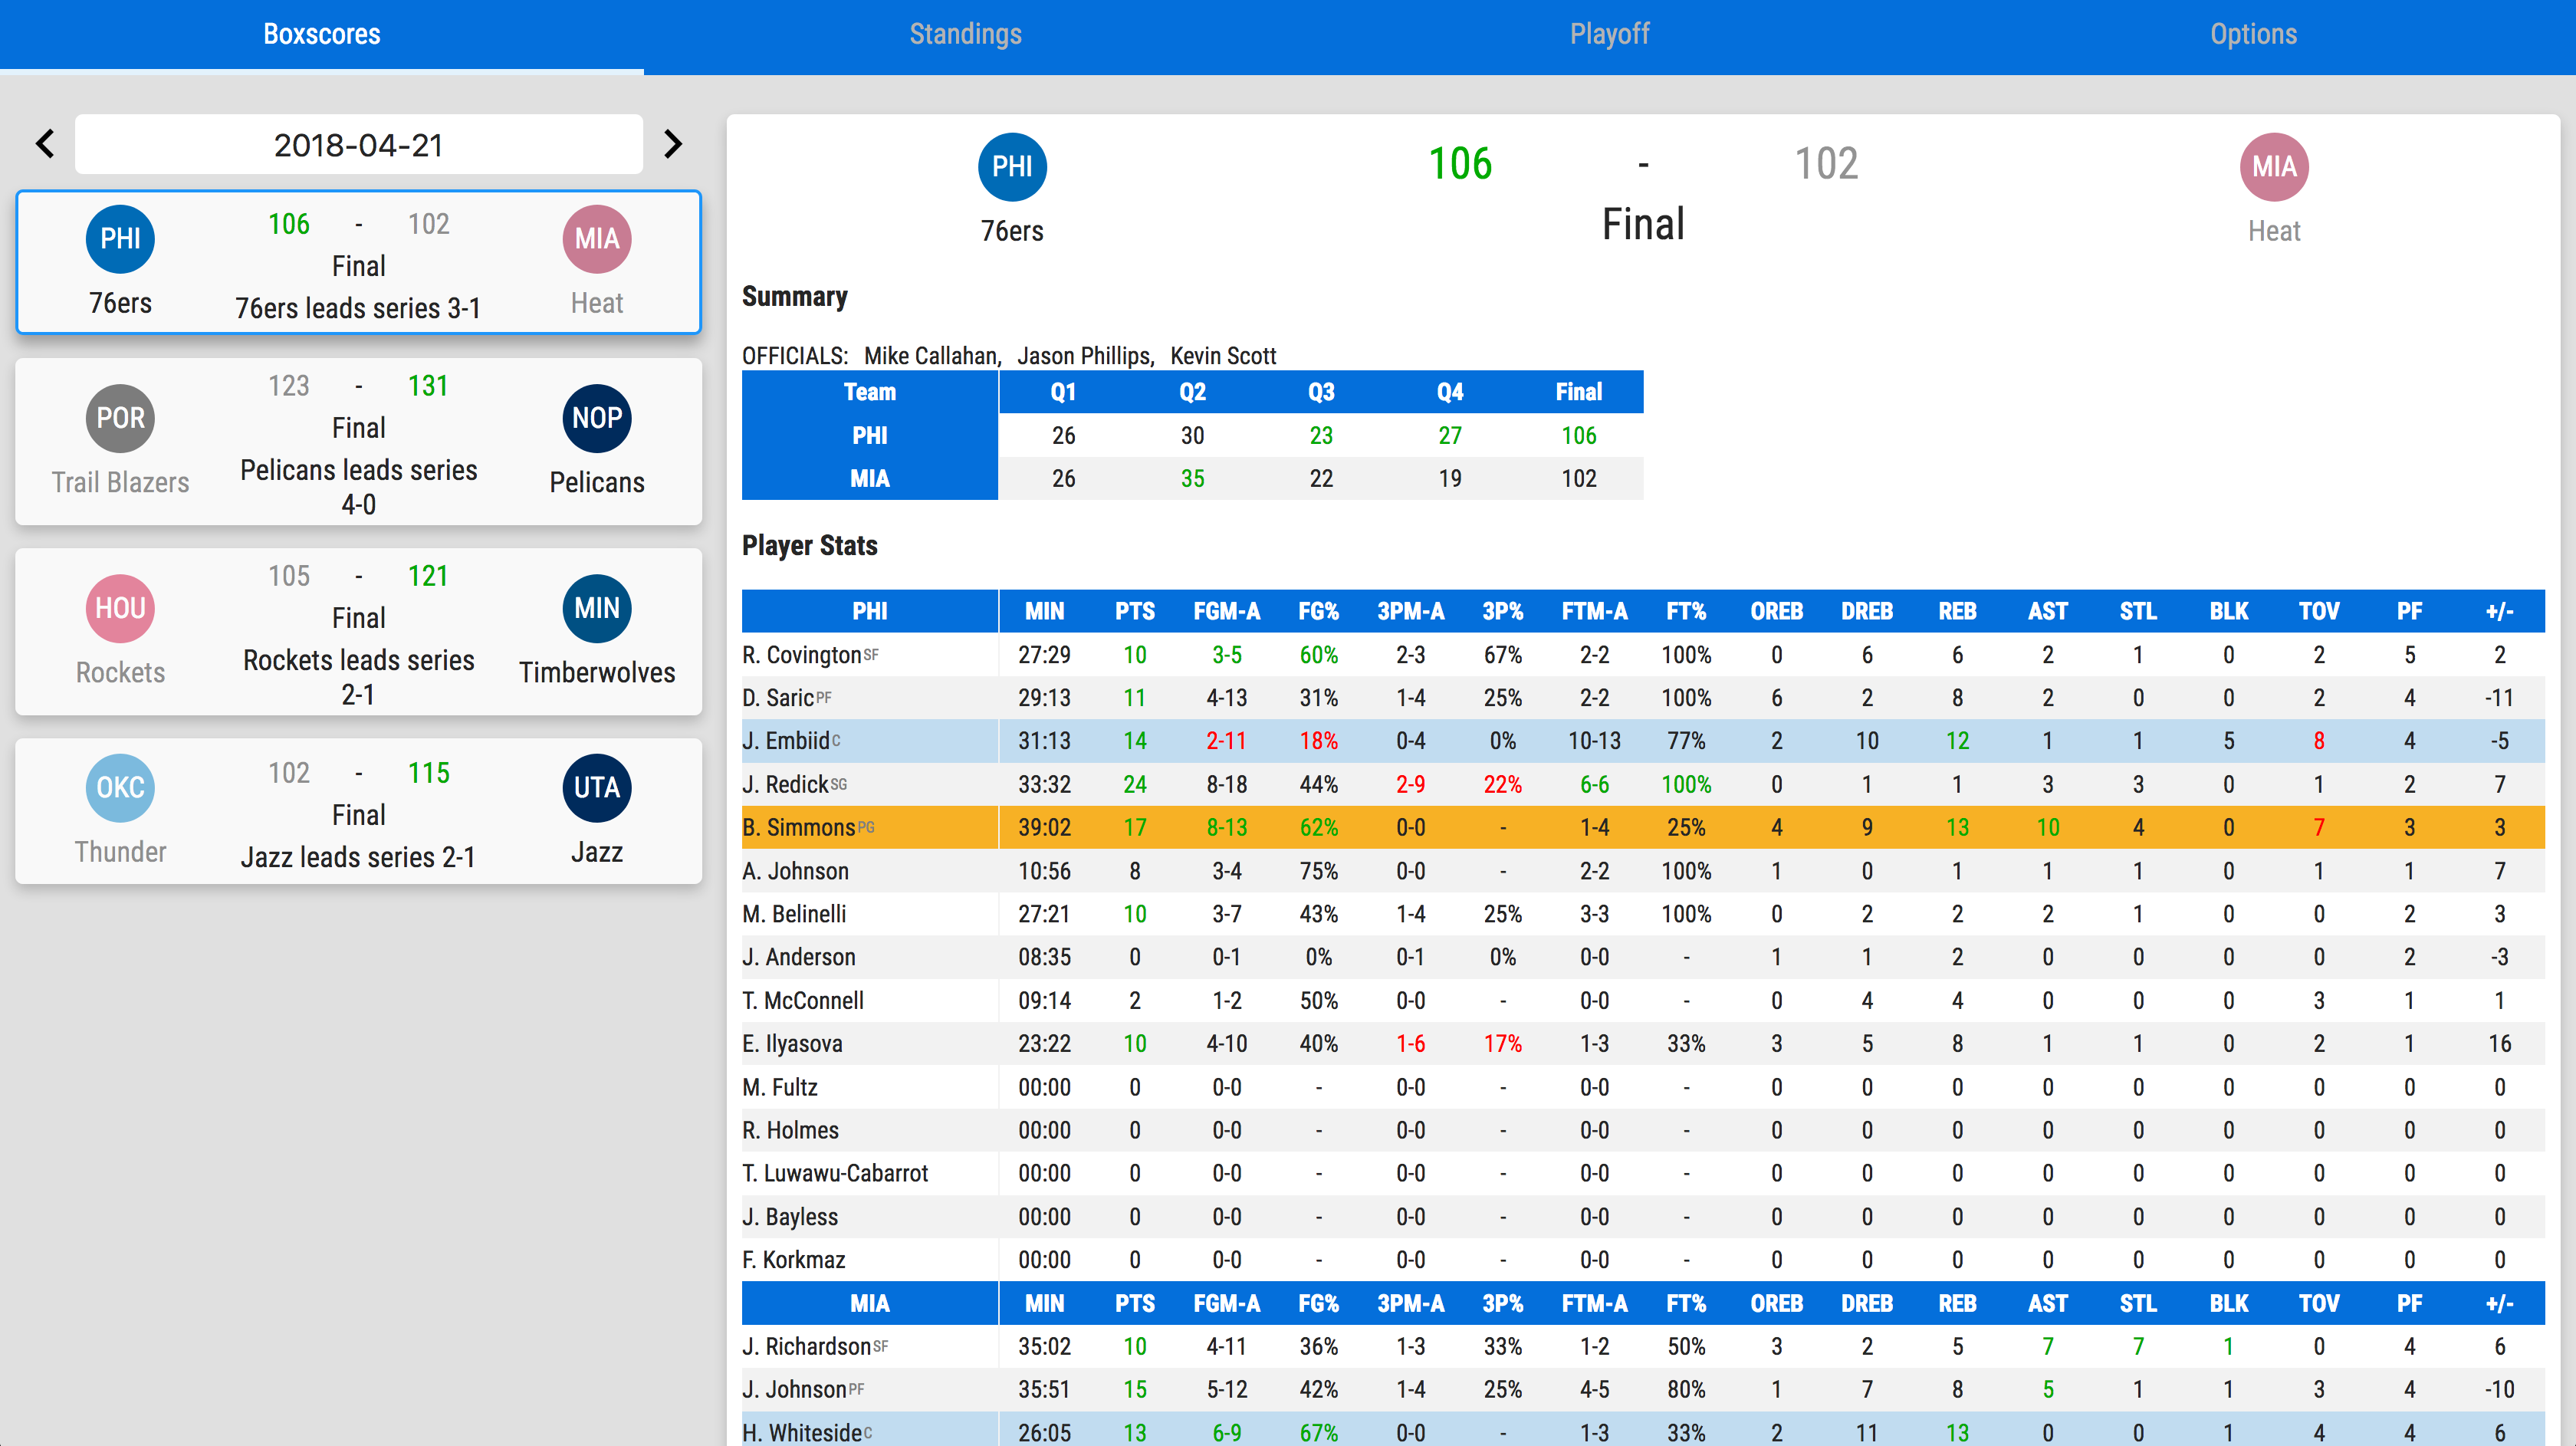 Boxscores Standings Playoff Options
2018-04-21
PHI 106 - 102 MIA
Final
76ers 76ers leads series 3-1 Heat
123 - 131
POR Final NOP
Trail Blazers Pelicans leads series Pelicans
4-0
105 - 121
HOU Final MIN
Rockets Rockets leads series Timberwolves
2-1
102 - 115
OKC Final UTA
Thunder Jazz leads series 2-1 Jazz
PHI 106 - 102 MIA
76ers Final Heat
Summary
OFFICIALS: Mike Callahan, Jason Phillips, Kevin Scott
Team Q1 Q2 Q3 Q4 Final
PHI 26 30 23 27 106
MIA 26 35 22 19 102
Player Stats
PHI MIN PTS FGM-A FG% 3PM-A 3P% FTM-A FT% OREB DREB REB AST STL BLK TOV PF +/-
R. Covington SF 27:29 10 3-5 60% 2-3 67% 2-2 100% 0 6 6 2 1 0 2 5 2
D. Saric PF 29:13 11 4-13 31% 1-4 25% 2-2 100% 6 2 8 2 0 0 2 4 -11
J. Embiid C 31:13 14 2-11 18% 0-4 0% 10-13 77% 2 10 12 1 1 5 8 4 -5
J. Redick SG 33:32 24 8-18 44% 2-9 22% 6-6 100% 0 1 1 3 3 0 1 2 7
B. Simmons PG 39:02 17 8-13 62% 0-0 - 1-4 25% 4 9 13 10 4 0 7 3 3
A. Johnson 10:56 8 3-4 75% 0-0 - 2-2 100% 1 0 1 1 1 0 1 1 7
M. Belinelli 27:21 10 3-7 43% 1-4 25% 3-3 100% 0 2 2 2 1 0 0 2 3
J. Anderson 08:35 0 0-1 0% 0-1 0% 0-0 - 1 1 2 0 0 0 0 2 -3
T. McConnell 09:14 2 1-2 50% 0-0 - 0-0 - 0 4 4 0 0 0 3 1 1
E. Ilyasova 23:22 10 4-10 40% 1-6 17% 1-3 33% 3 5 8 1 1 0 2 1 16
M. Fultz 00:00 0 0-0 - 0-0 - 0-0 - 0 0 0 0 0 0 0 0 0
R. Holmes 00:00 0 0-0 - 0-0 - 0-0 - 0 0 0 0 0 0 0 0 0
T. Luwawu-Cabarrot 00:00 0 0-0 - 0-0 - 0-0 - 0 0 0 0 0 0 0 0 0
J. Bayless 00:00 0 0-0 - 0-0 - 0-0 - 0 0 0 0 0 0 0 0 0
F. Korkmaz 00:00 0 0-0 - 0-0 - 0-0 - 0 0 0 0 0 0 0 0 0
MIA MIN PTS FGM-A FG% 3PM-A 3P% FTM-A FT% OREB DREB REB AST STL BLK TOV PF +/-
J. Richardson SF 35:02 10 4-11 36% 1-3 33% 1-2 50% 3 2 5 7 7 1 0 4 6
J. Johnson PF 35:51 15 5-12 42% 1-4 25% 4-5 80% 1 7 8 5 1 1 3 4 -10
H. Whiteside C 26:05 13 6-9 67% 0-0 - 1-3 33% 2 11 13 0 0 1 4 4 6